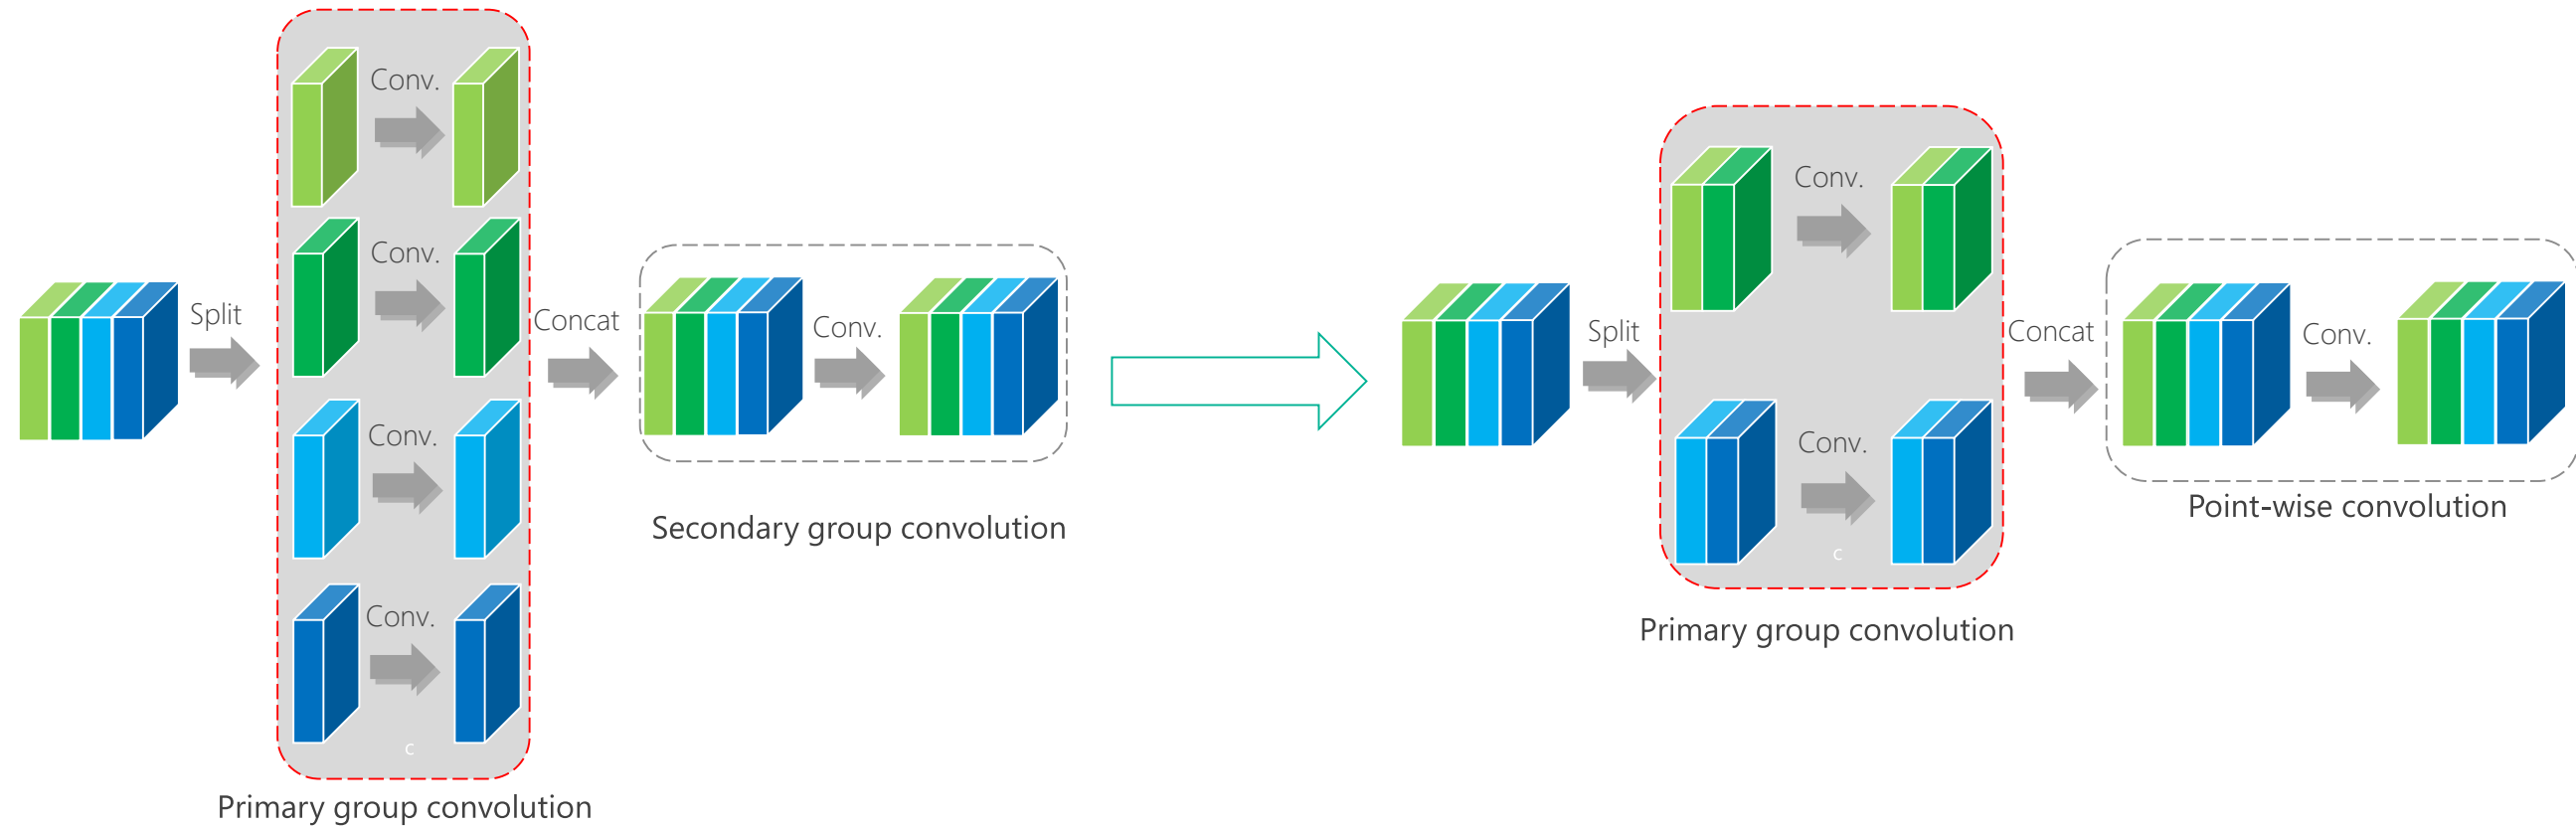 Split
Conv.
Conv.
Conv.
Conv.
c
Primary group convolution
Concat
Conv.
Secondary group convolution
Split
Conv.
Conv.
c
Primary group convolution
Concat
Conv.
Point-wise convolution